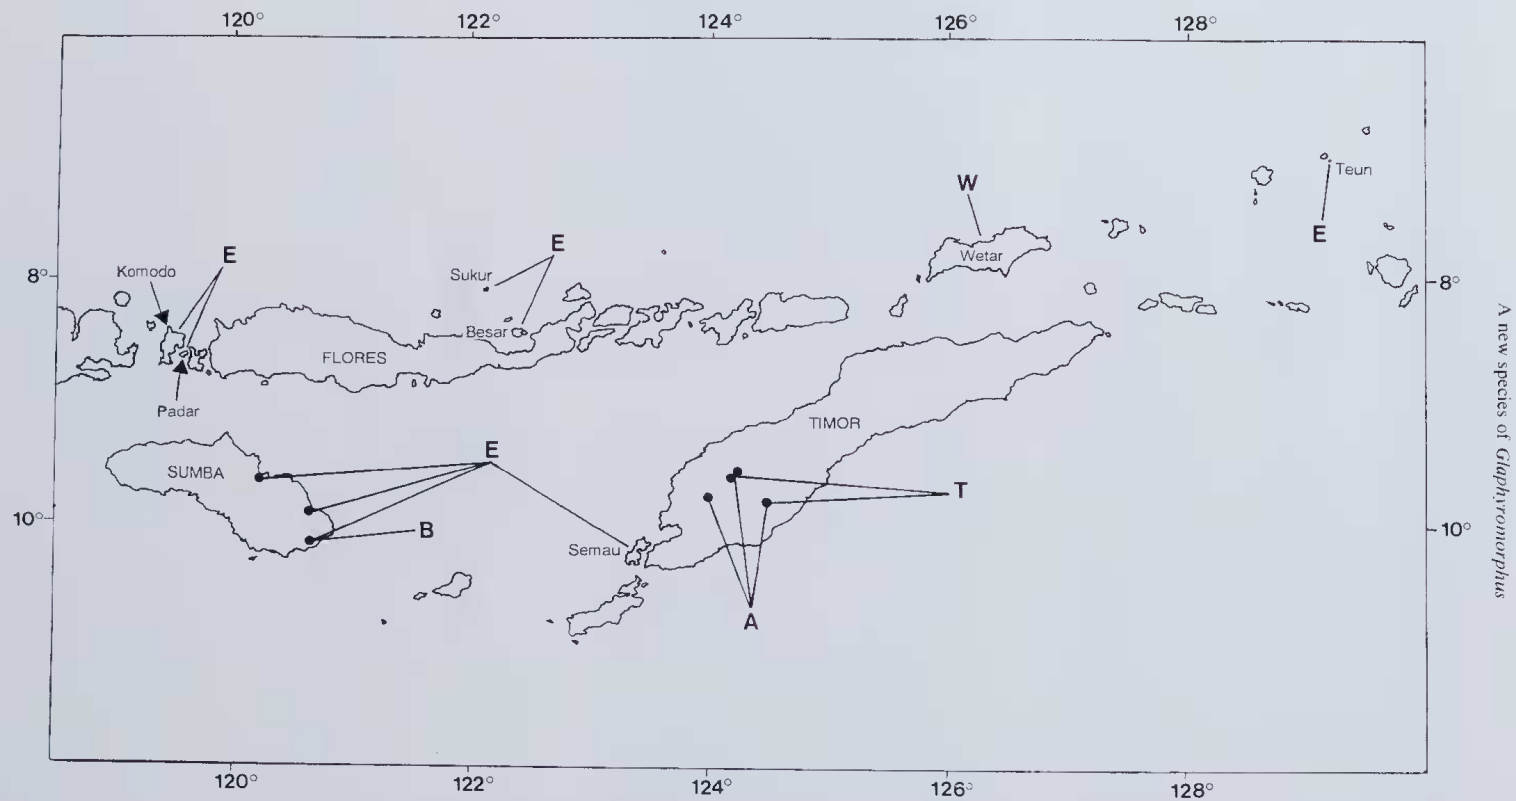 120° 122° 124° 126° 128°
W
Teun
E
E
E
Wetar
Komodo
Sukur
8°
8°
Besar
FLORES
Padar
TIMOR
E
SUMBA
T
10°
10°
B
Semau
A
120° 122° 124° 126° 128°
A new species of Glaphyromorphus